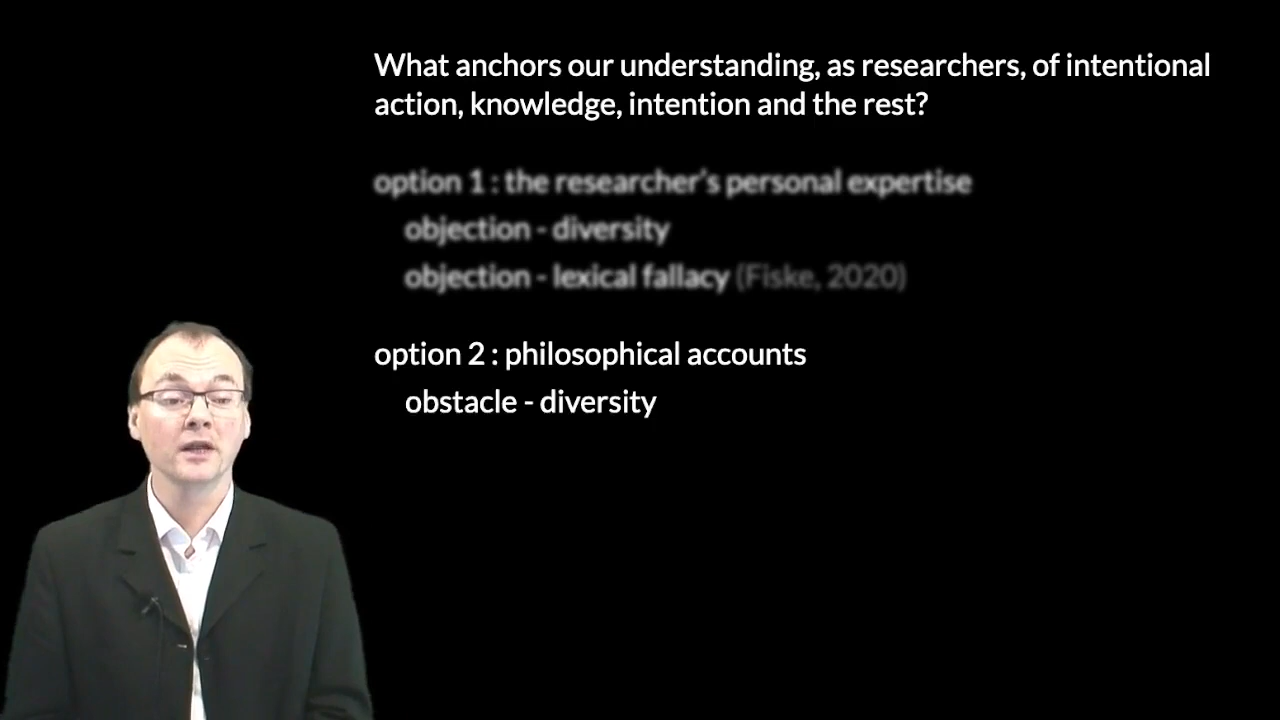 What anchors our understanding, as researchers, of intentional
action, knowledge, intention and the rest?
option 1 : the researcher's personal expertise
objection - diversity
objection - lexical fallacy (Fiske, 2020)
option 2 : philosophical accounts
obstacle - diversity